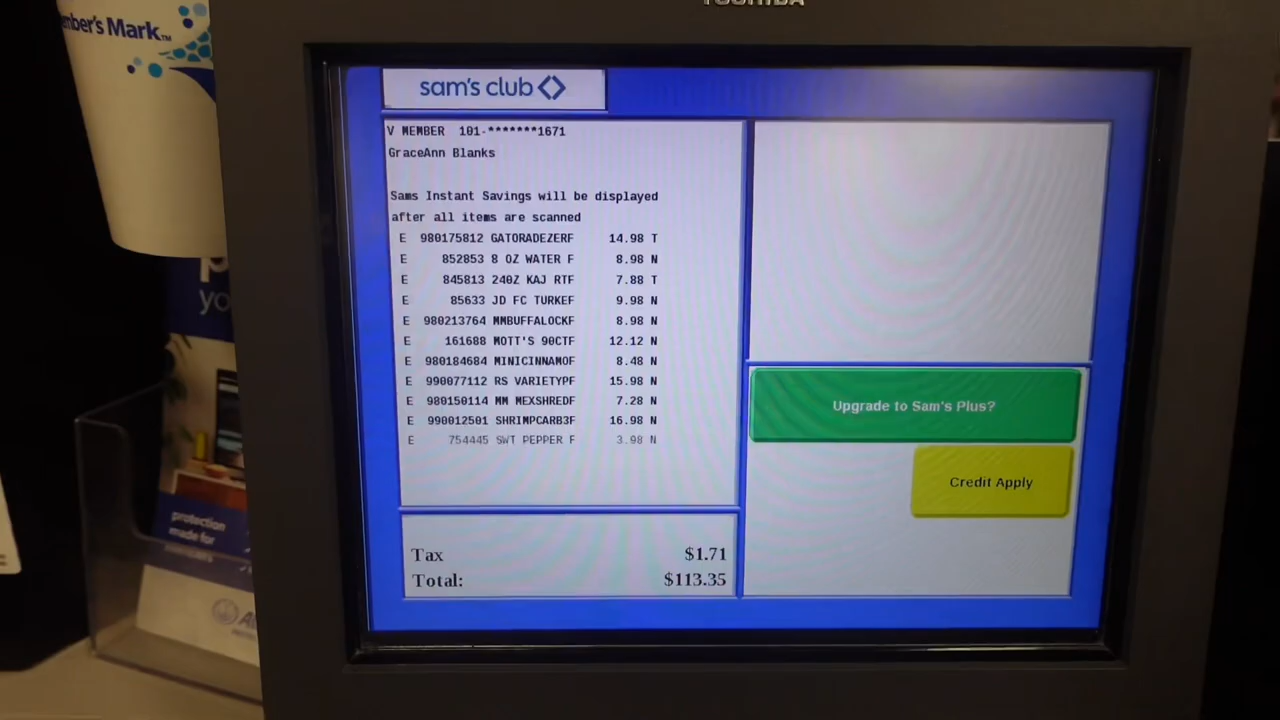 TOSHIBA
ember's Mark™
sam's club
V MEMBER 101-*******1671
GraceAnn Blanks
Sams Instant Savings will be displayed
after all items are scanned
E 980175812 GATORADEZERF 14.98 T
E 852853 8 OZ WATER F 8.98 N
E 845813 240Z KAJ RTF 7.88 T
E 85633 JD FC TURKEF 9.98 N
E 980213764 MMBUFFALOCKF 8.98 N
E 161688 MOTT'S 90CTF 12.12 N
E 980184684 MINICINNAMOF 8.48 N
E 990077112 RS VARIETYPF 15.98 N
E 980150114 MM MEXSHREDF 7.28 N
E 990012501 SHRIMPCARB3F 16.98 N
E 754445 SWT PEPPER F 3.98 N
Tax $1.71
Total: $113.35
Upgrade to Sam's Plus?
Credit Apply
yo
protection
made for